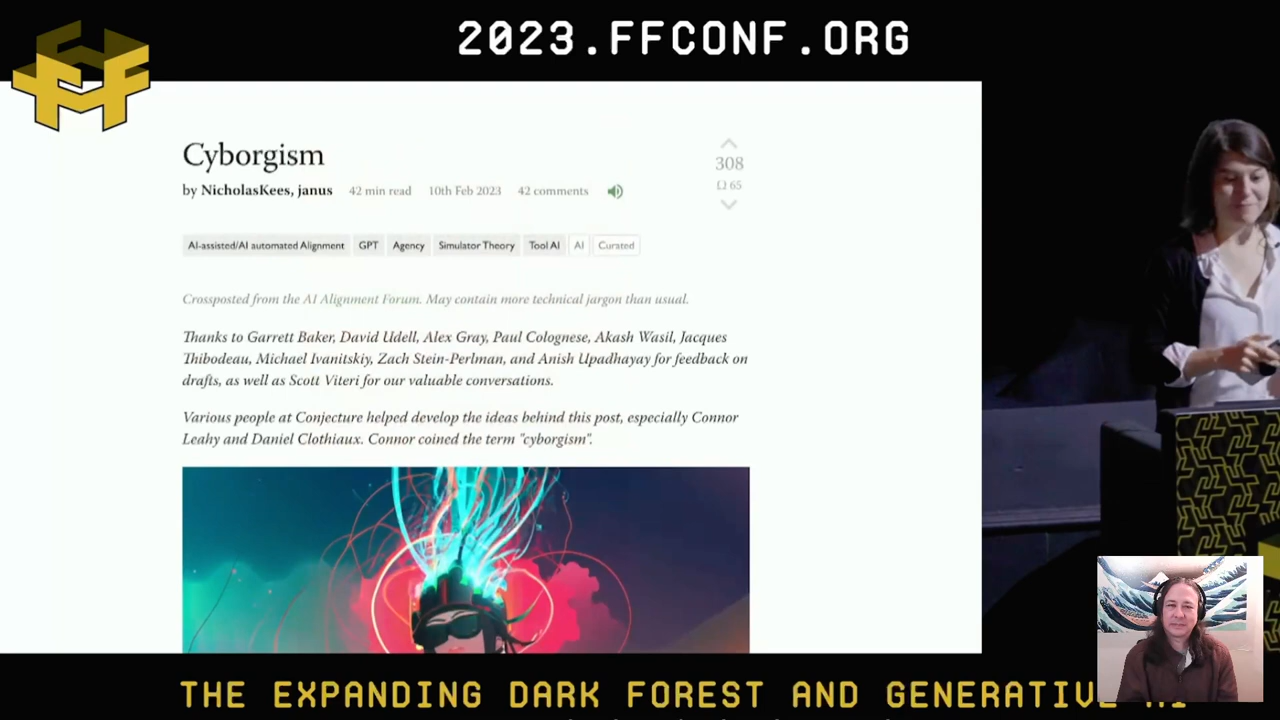 2023.FFCONF.ORG
Cyborgism
by NicholasKees, janus 42 min read 10th Feb 2023 42 comments
308
65
AI-assisted/AI automated Alignment GPT Agency Simulator Theory Tool AI AI Curated
Crossposted from the AI Alignment Forum. May contain more technical jargon than usual.
Thanks to Garrett Baker, David Udell, Alex Gray, Paul Colognese, Akash Wasil, Jacques
Thibodeau, Michael Ivanitskiy, Zach Stein-Perlman, and Anish Upadhayay for feedback on
drafts, as well as Scott Viteri for our valuable conversations.
Various people at Conjecture helped develop the ideas behind this post, especially Connor
Leahy and Daniel Clothiaux. Connor coined the term "cyborgism".
THE EXPANDING DARK FOREST AND GENERATIVE AI